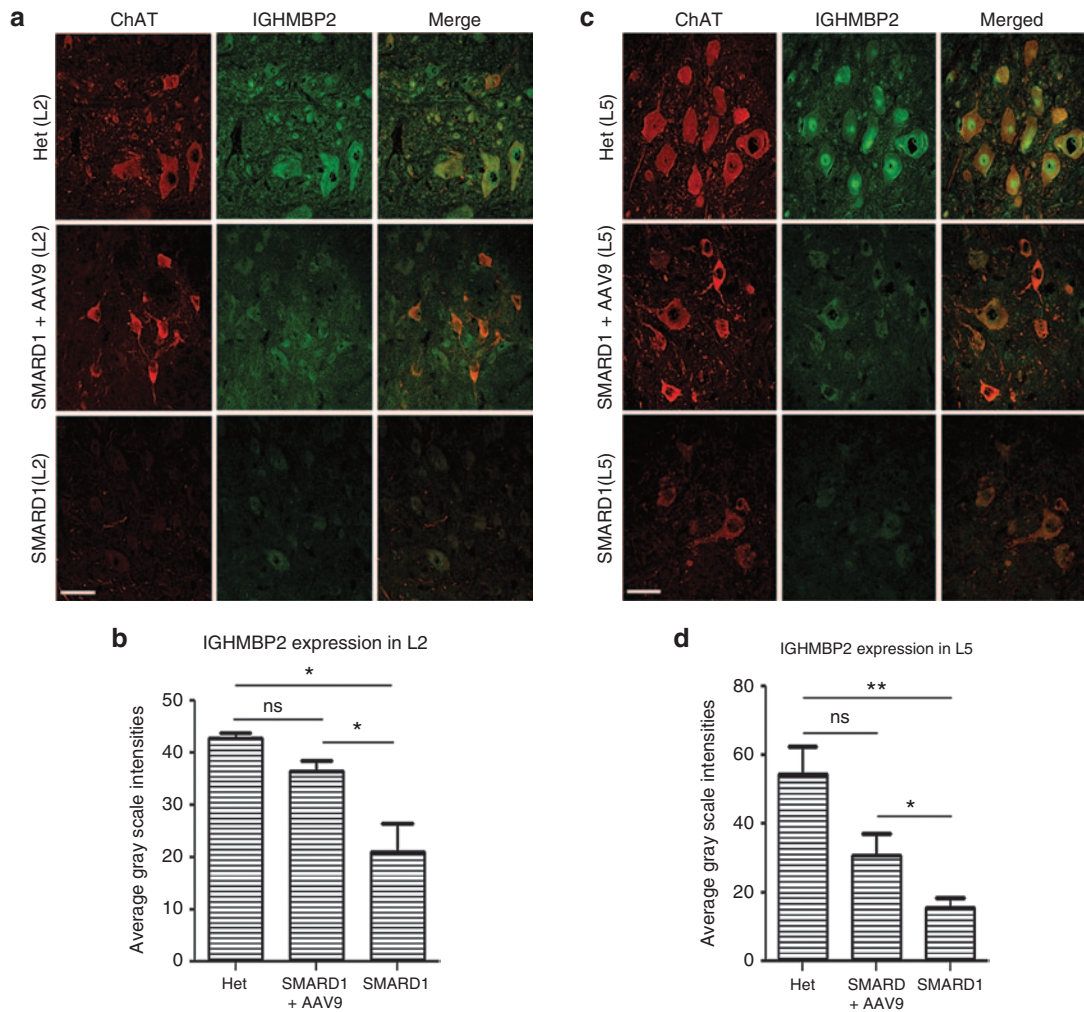 a
ChAT
IGHMBP2
Merge
Het (L2)
SMARD1 + AAV9 (L2)
SMARD1(L2)
c
ChAT
IGHMBP2
Merged
Het (L5)
SMARD1 + AAV9 (L5)
SMARD1(L5)
b
IGHMBP2 expression in L2
Average gray scale intensities
50
40
30
20
10
0
*
ns
*
Het
SMARD1
+ AAV9
SMARD1
d
IGHMBP2 expression in L5
Average gray scale intensities
80
60
40
20
0
**
ns
*
Het
SMARD
+ AAV9
SMARD1